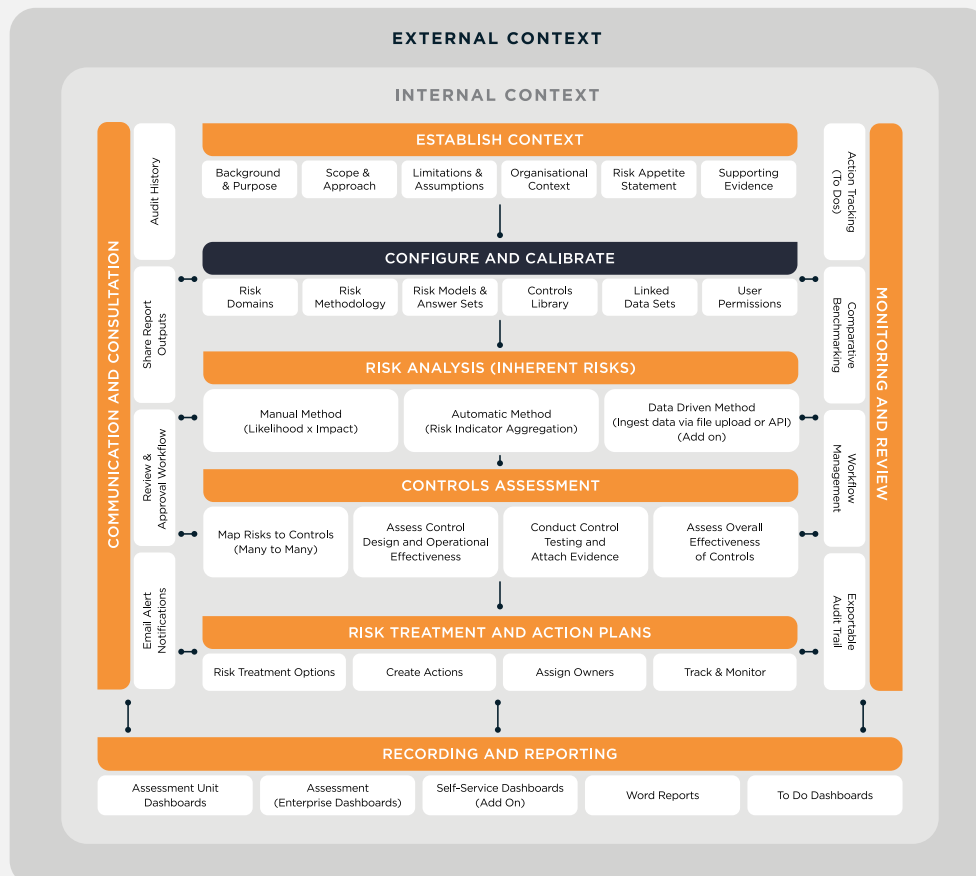 EXTERNAL CONTEXT
INTERNAL CONTEXT
COMMUNICATION AND CONSULTATION
Audit History
Share Report
Outputs
Review &
Approval Workflow
Email Alert
Notifications
ESTABLISH CONTEXT
Background
& Purpose
Scope &
Approach
Limitations &
Assumptions
Organisational
Context
Risk Appetite
Statement
Supporting
Evidence
CONFIGURE AND CALIBRATE
Risk
Domains
Risk
Methodology
Risk Models &
Answer Sets
Controls
Library
Linked
Data Sets
User
Permissions
RISK ANALYSIS (INHERENT RISKS)
Manual Method
(Likelihood x Impact)
Automatic Method
(Risk Indicator Aggregation)
Data Driven Method
(Ingest data via file upload or API)
(Add on)
CONTROLS ASSESSMENT
Map Risks to Controls
(Many to Many)
Assess Control
Design and Operational
Effectiveness
Conduct Control
Testing and
Attach Evidence
Assess Overall
Effectiveness
of Controls
RISK TREATMENT AND ACTION PLANS
Risk Treatment Options
Create Actions
Assign Owners
Track & Monitor
Action Tracking
(To Dos)
Comparative
Benchmarking
Workflow
Management
Exportable
Audit Trail
MONITORING AND REVIEW
RECORDING AND REPORTING
Assessment Unit
Dashboards
Assessment
(Enterprise Dashboards)
Self-Service Dashboards
(Add On)
Word Reports
To Do Dashboards